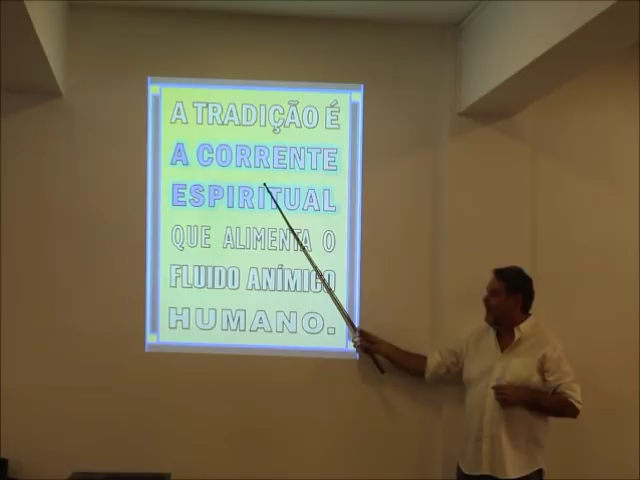 A TRADIÇÃO É
A CORRENTE
ESPIRITUAL
QUE ALIMENTA O
FLUIDO ANÍMICO
HUMANO.